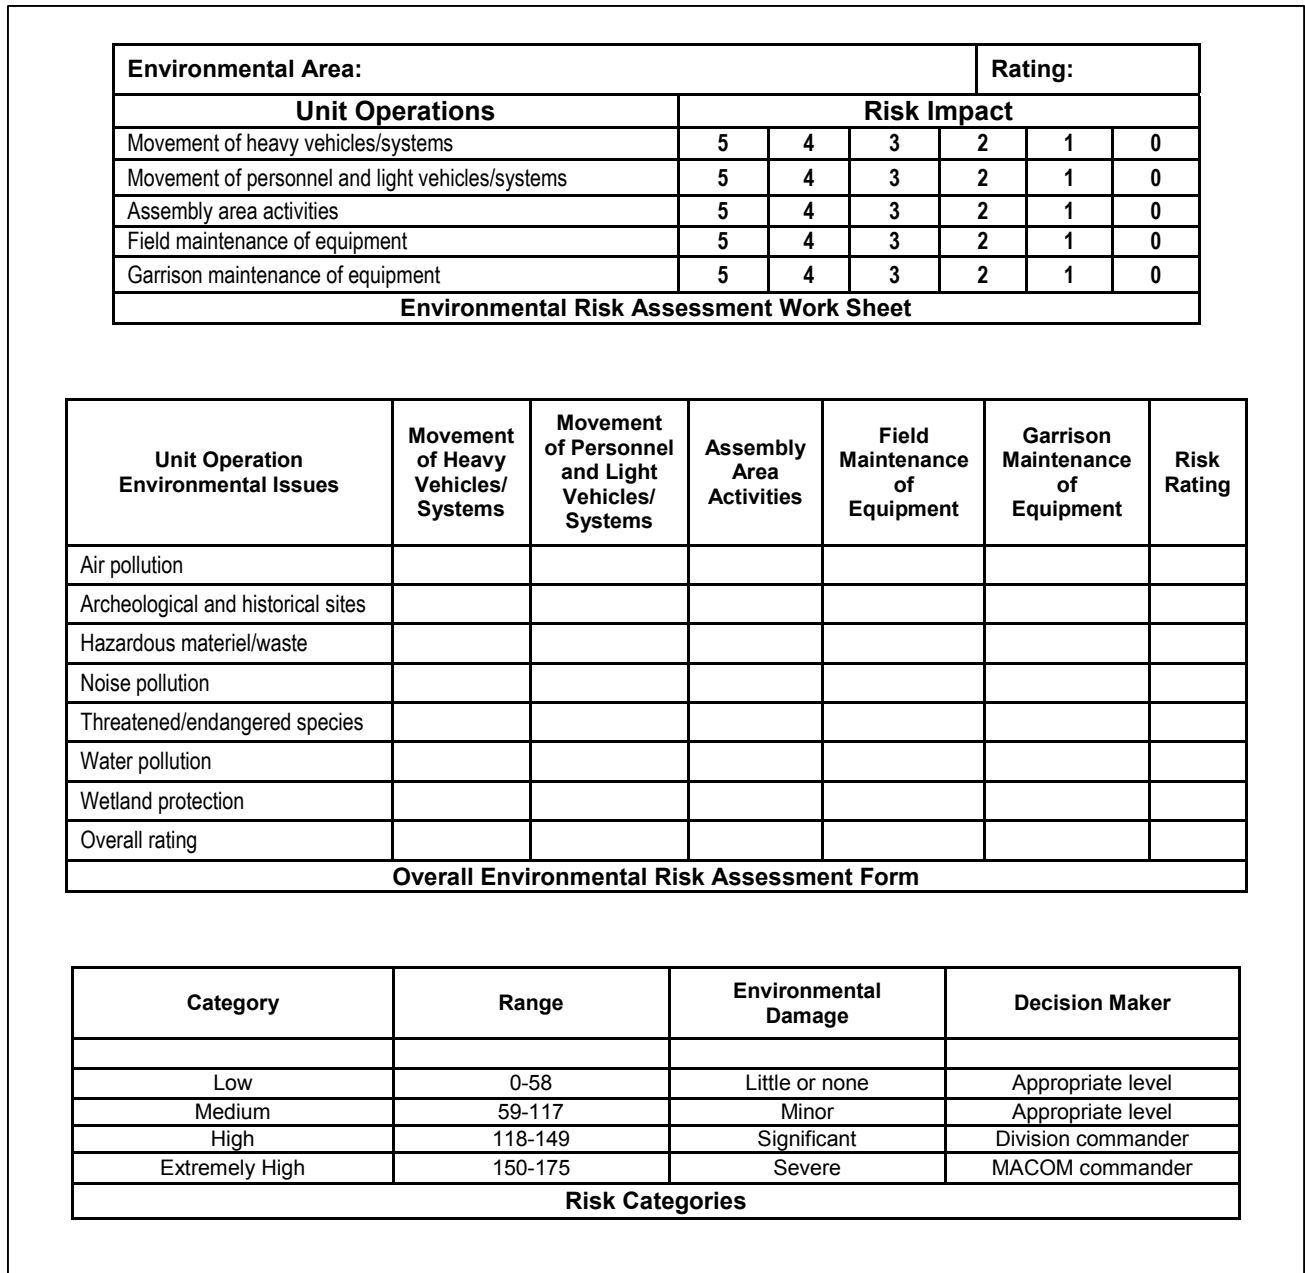 Environmental Area: Rating:
Unit Operations Risk Impact
Movement of heavy vehicles/systems 5 4 3 2 1 0
Movement of personnel and light vehicles/systems 5 4 3 2 1 0
Assembly area activities 5 4 3 2 1 0
Field maintenance of equipment 5 4 3 2 1 0
Garrison maintenance of equipment 5 4 3 2 1 0
Environmental Risk Assessment Work Sheet
Unit Operation
Environmental Issues
Movement
of Heavy
Vehicles/
Systems
Movement
of Personnel
and Light
Vehicles/
Systems
Assembly
Area
Activities
Field
Maintenance
of
Equipment
Garrison
Maintenance
of
Equipment
Risk
Rating
Air pollution
Archeological and historical sites
Hazardous materiel/waste
Noise pollution
Threatened/endangered species
Water pollution
Wetland protection
Overall rating
Overall Environmental Risk Assessment Form
Category
Range
Environmental
Damage
Decision Maker
Low 0-58 Little or none Appropriate level
Medium 59-117 Minor Appropriate level
High 118-149 Significant Division commander
Extremely High 150-175 Severe MACOM commander
Risk Categories